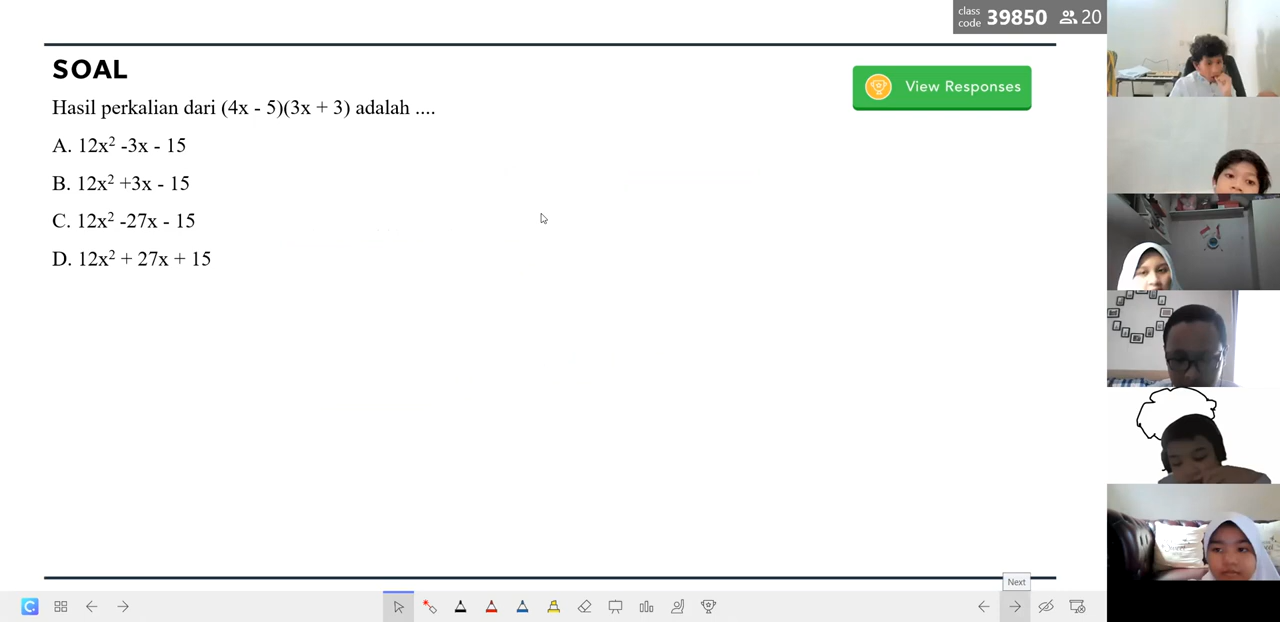 class code 39850 20
SOAL
View Responses
Hasil perkalian dari (4x - 5)(3x + 3) adalah ....
A. 12x² -3x - 15
B. 12x² +3x - 15
C. 12x² -27x - 15
D. 12x² + 27x + 15
Next